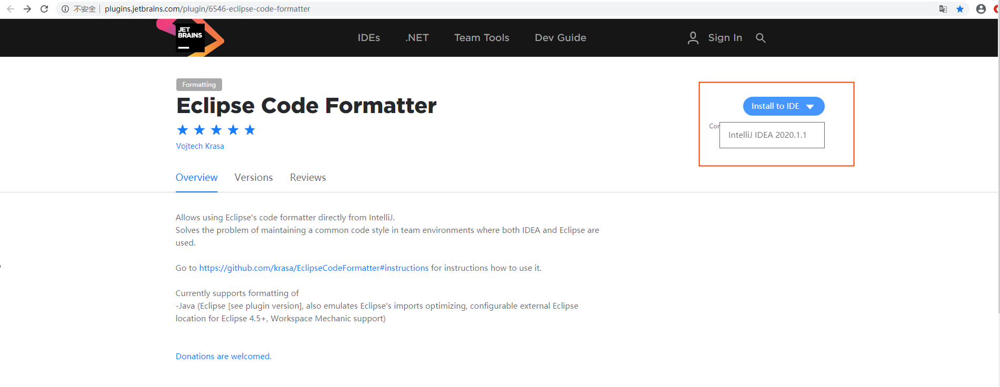 不安全 plugins.jetbrains.com/plugin/6546-eclipse-code-formatter
JET
BRAINS
IDEs .NET Team Tools Dev Guide Sign In
Formatting
Eclipse Code Formatter
Vojtech Krasa
Install to IDE
Cor
IntelliJ IDEA 2020.1.1
Overview Versions Reviews
Allows using Eclipse's code formatter directly from IntelliJ.
Solves the problem of maintaining a common code style in team environments where both IDEA and Eclipse are
used.
Go to https://github.com/krasa/EclipseCodeFormatter#instructions for instructions how to use it.
Currently supports formatting of
-Java (Eclipse [see plugin version], also emulates Eclipse's imports optimizing, configurable external Eclipse
location for Eclipse 4.5+, Workspace Mechanic support)
Donations are welcomed.